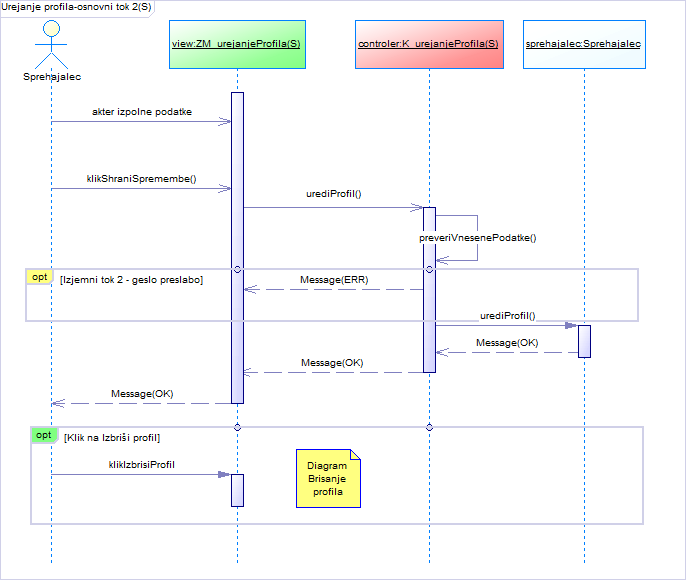 Urejanje profila-osnovni tok 2(S)
Sprehajalec
view:ZM_urejanjeProfila(S)
controler:K_urejanjeProfila(S)
sprehajalec:Sprehajalec
akter izpolne podatke
klikShraniSpremembe()
urediProfil()
preveriVnesenePodatke()
opt
[Izjemni tok 2 - geslo preslabo]
Message(ERR)
urediProfil()
Message(OK)
Message(OK)
Message(OK)
opt
[Klik na Izbriši profil]
klikIzbrisiProfil
Diagram
Brisanje
profila